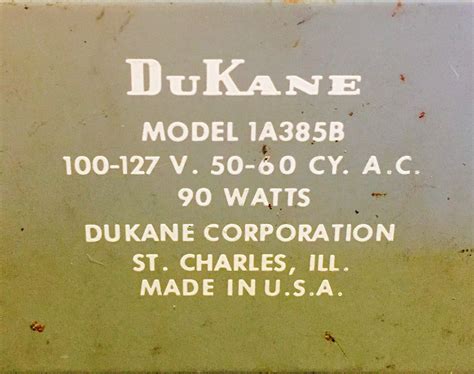 DUKANE
MODEL 1A385B
100-127 V. 50-60 CY. A.C.
90 WATTS
DUKANE CORPORATION
ST. CHARLES, ILL.
MADE IN U.S.A.